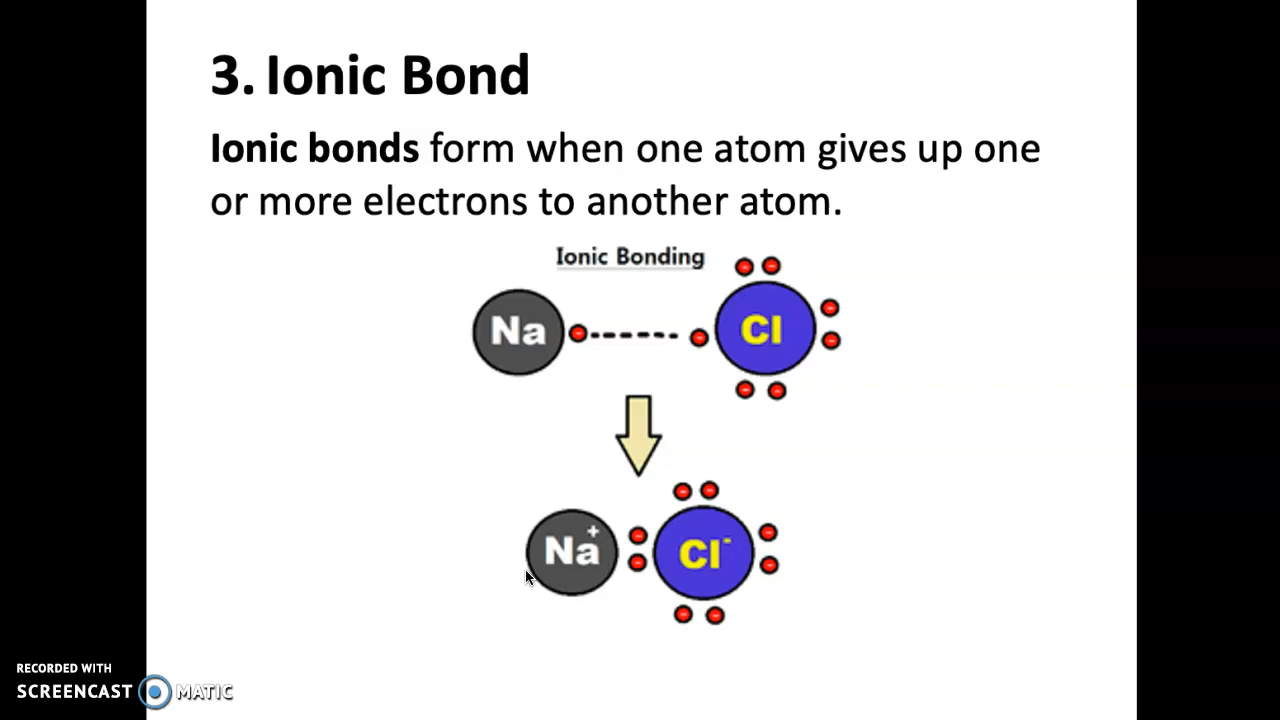 3. Ionic Bond
Ionic bonds form when one atom gives up one
or more electrons to another atom.
Ionic Bonding
Na
Cl
Na+
Cl-
RECORDED WITH
SCREENCAST MATIC